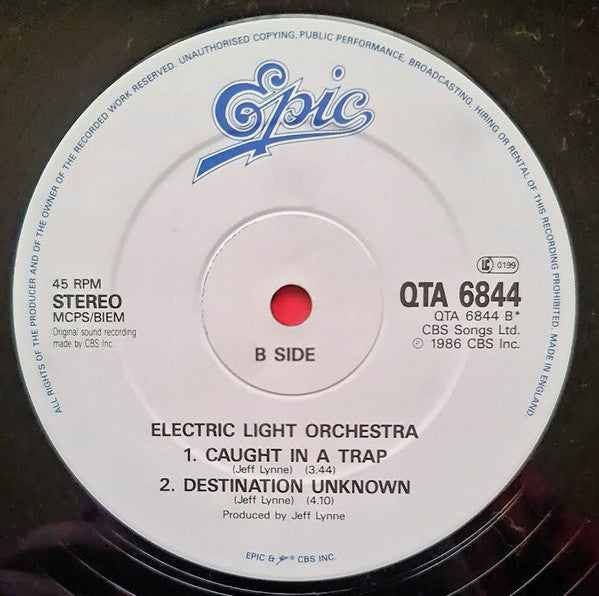 ALL RIGHTS OF THE PRODUCER AND OF THE OWNER OF THE RECORDED WORK RESERVED. UNAUTHORISED COPYING, PUBLIC PERFORMANCE, BROADCASTING, HIRING OR RENTAL OF THIS RECORDING PROHIBITED. MADE IN ENGLAND.
Epic
45 RPM
STEREO
MCPS/BIEM
Original sound recording
made by CBS Inc.
LC 0199
QTA 6844
QTA 6844 B*
CBS Songs Ltd.
℗ 1986 CBS Inc.
B SIDE
ELECTRIC LIGHT ORCHESTRA
1. CAUGHT IN A TRAP
(Jeff Lynne) (3.44)
2. DESTINATION UNKNOWN
(Jeff Lynne) (4.10)
Produced by Jeff Lynne
EPIC & CBS INC.